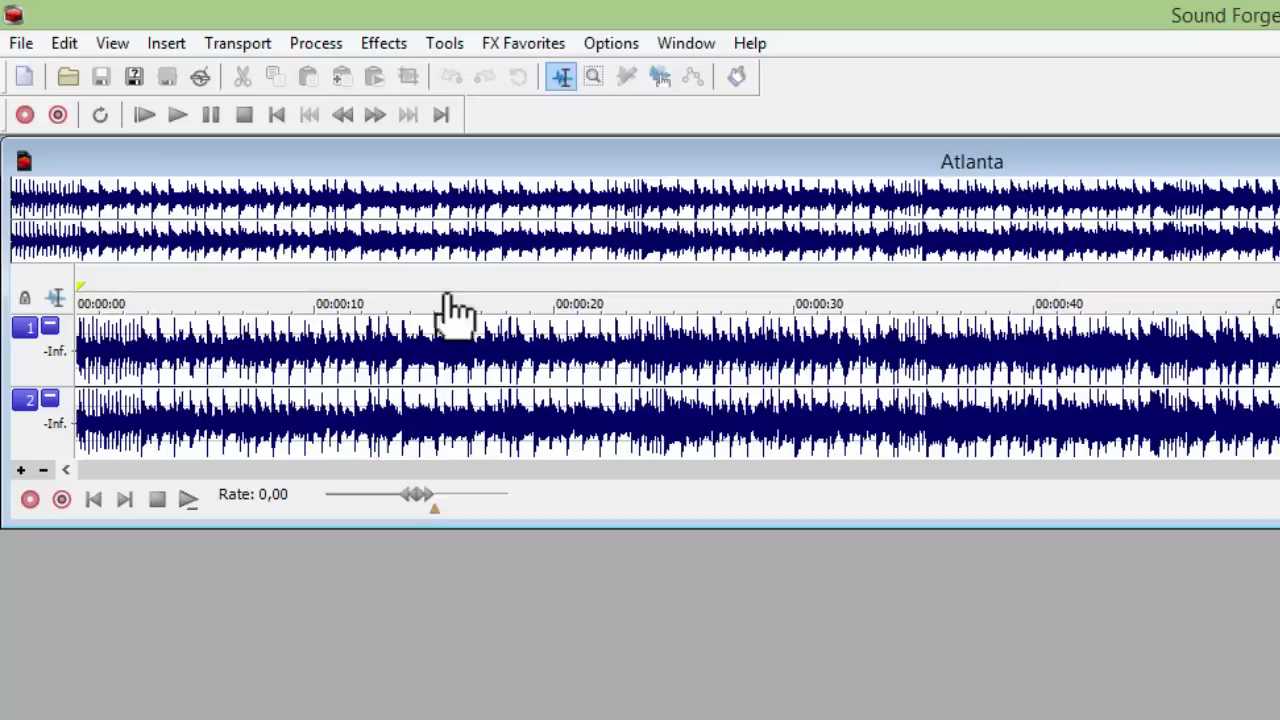 Sound Forge
File Edit View Insert Transport Process Effects Tools FX Favorites Options Window Help
Atlanta
00:00:00 00:00:10 00:00:20 00:00:30 00:00:40
1
-Inf.
2
-Inf.
Rate: 0,00